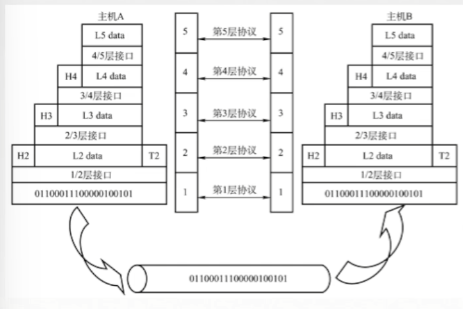 主机A
主机B
L5 data
5
第5层协议
5
L5 data
4/5层接口
4/5层接口
H4
L4 data
4
第4层协议
4
H4
L4 data
3/4层接口
3/4层接口
H3
L3 data
3
第3层协议
3
H3
L3 data
2/3层接口
2/3层接口
H2
L2 data
T2
2
第2层协议
2
H2
L2 data
T2
1/2层接口
1/2层接口
01100011100000100101
1
第1层协议
1
01100011100000100101
01100011100000100101